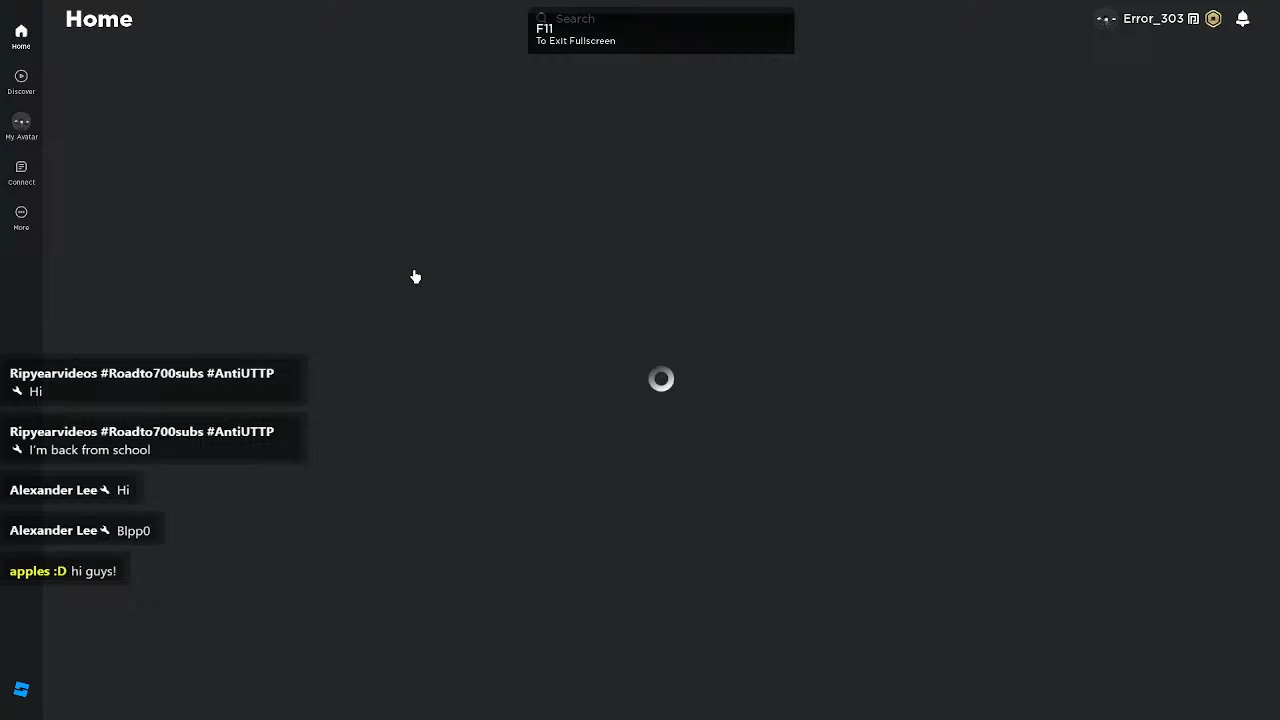 Home
Search
F11
To Exit Fullscreen
Error_303
Home
Discover
My Avatar
Connect
More
Ripyearvideos #Roadto700subs #AntiUTTP
Hi
Ripyearvideos #Roadto700subs #AntiUTTP
I'm back from school
Alexander Lee Hi
Alexander Lee Blpp0
apples :D hi guys!